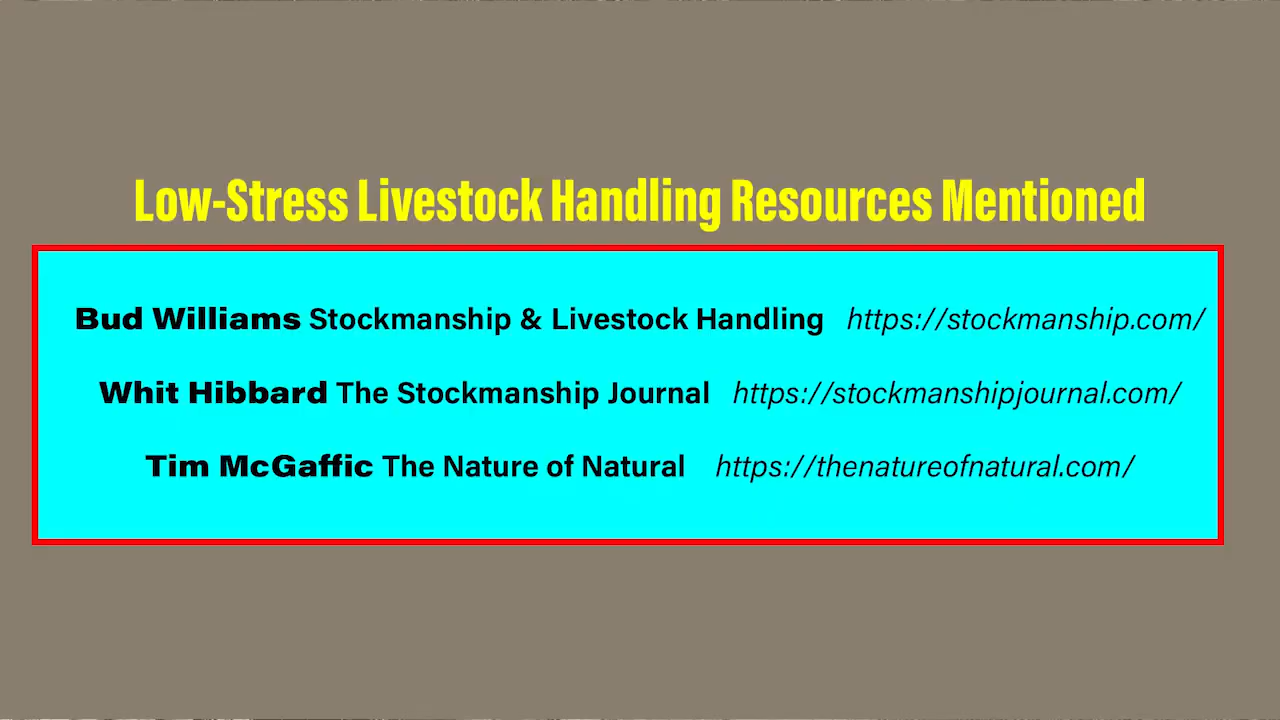 Low-Stress Livestock Handling Resources Mentioned
Bud Williams Stockmanship & Livestock Handling https://stockmanship.com/
Whit Hibbard The Stockmanship Journal https://stockmanshipjournal.com/
Tim McGaffic The Nature of Natural https://thenatureofnatural.com/